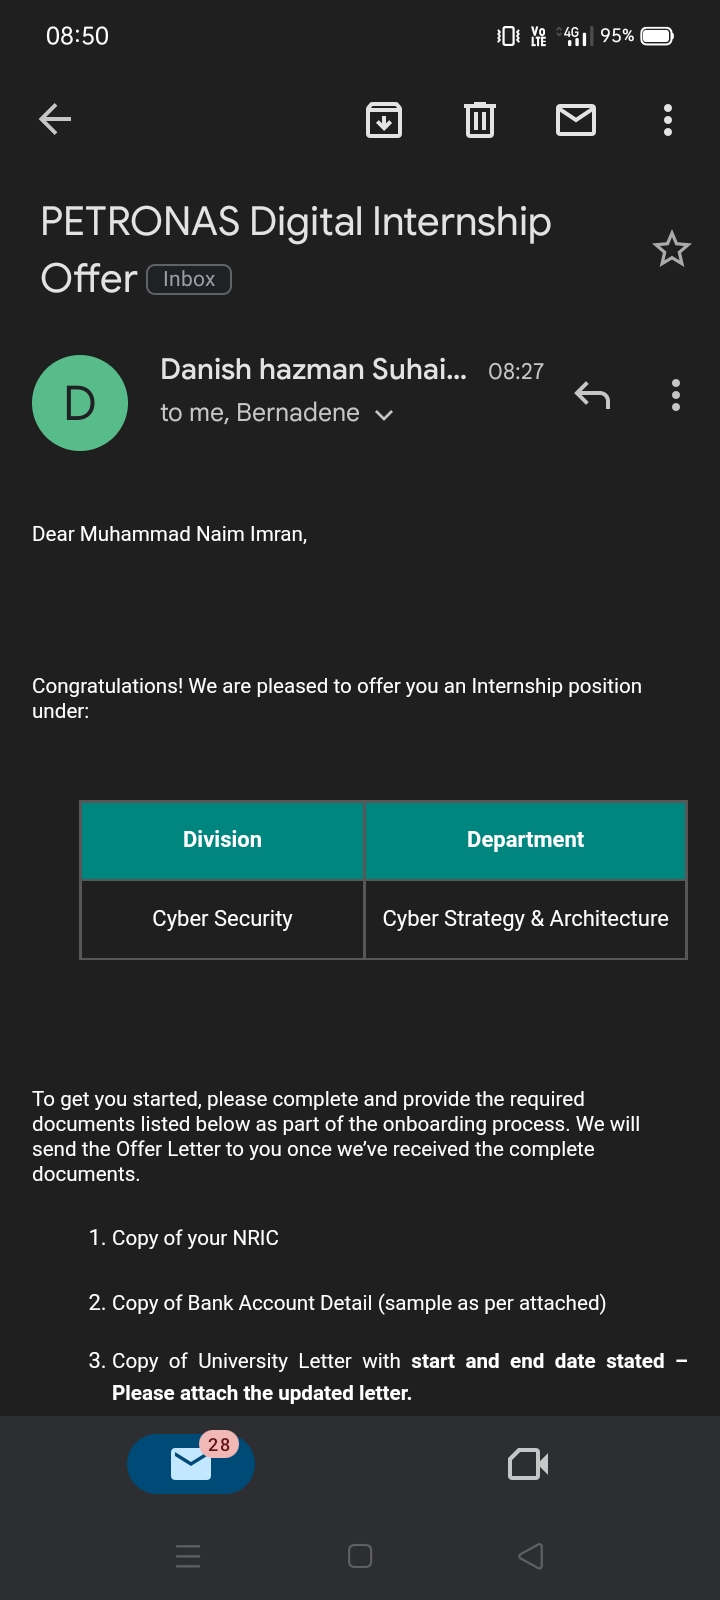 08:50
Vo
LTE
4G
95%
PETRONAS Digital Internship
Offer Inbox
D
Danish hazman Suhai... 08:27
to me, Bernadene
Dear Muhammad Naim Imran,
Congratulations! We are pleased to offer you an Internship position
under:
Division Department
Cyber Security Cyber Strategy & Architecture
To get you started, please complete and provide the required
documents listed below as part of the onboarding process. We will
send the Offer Letter to you once we’ve received the complete
documents.
1. Copy of your NRIC
2. Copy of Bank Account Detail (sample as per attached)
3. Copy of University Letter with start and end date stated –
Please attach the updated letter.
28